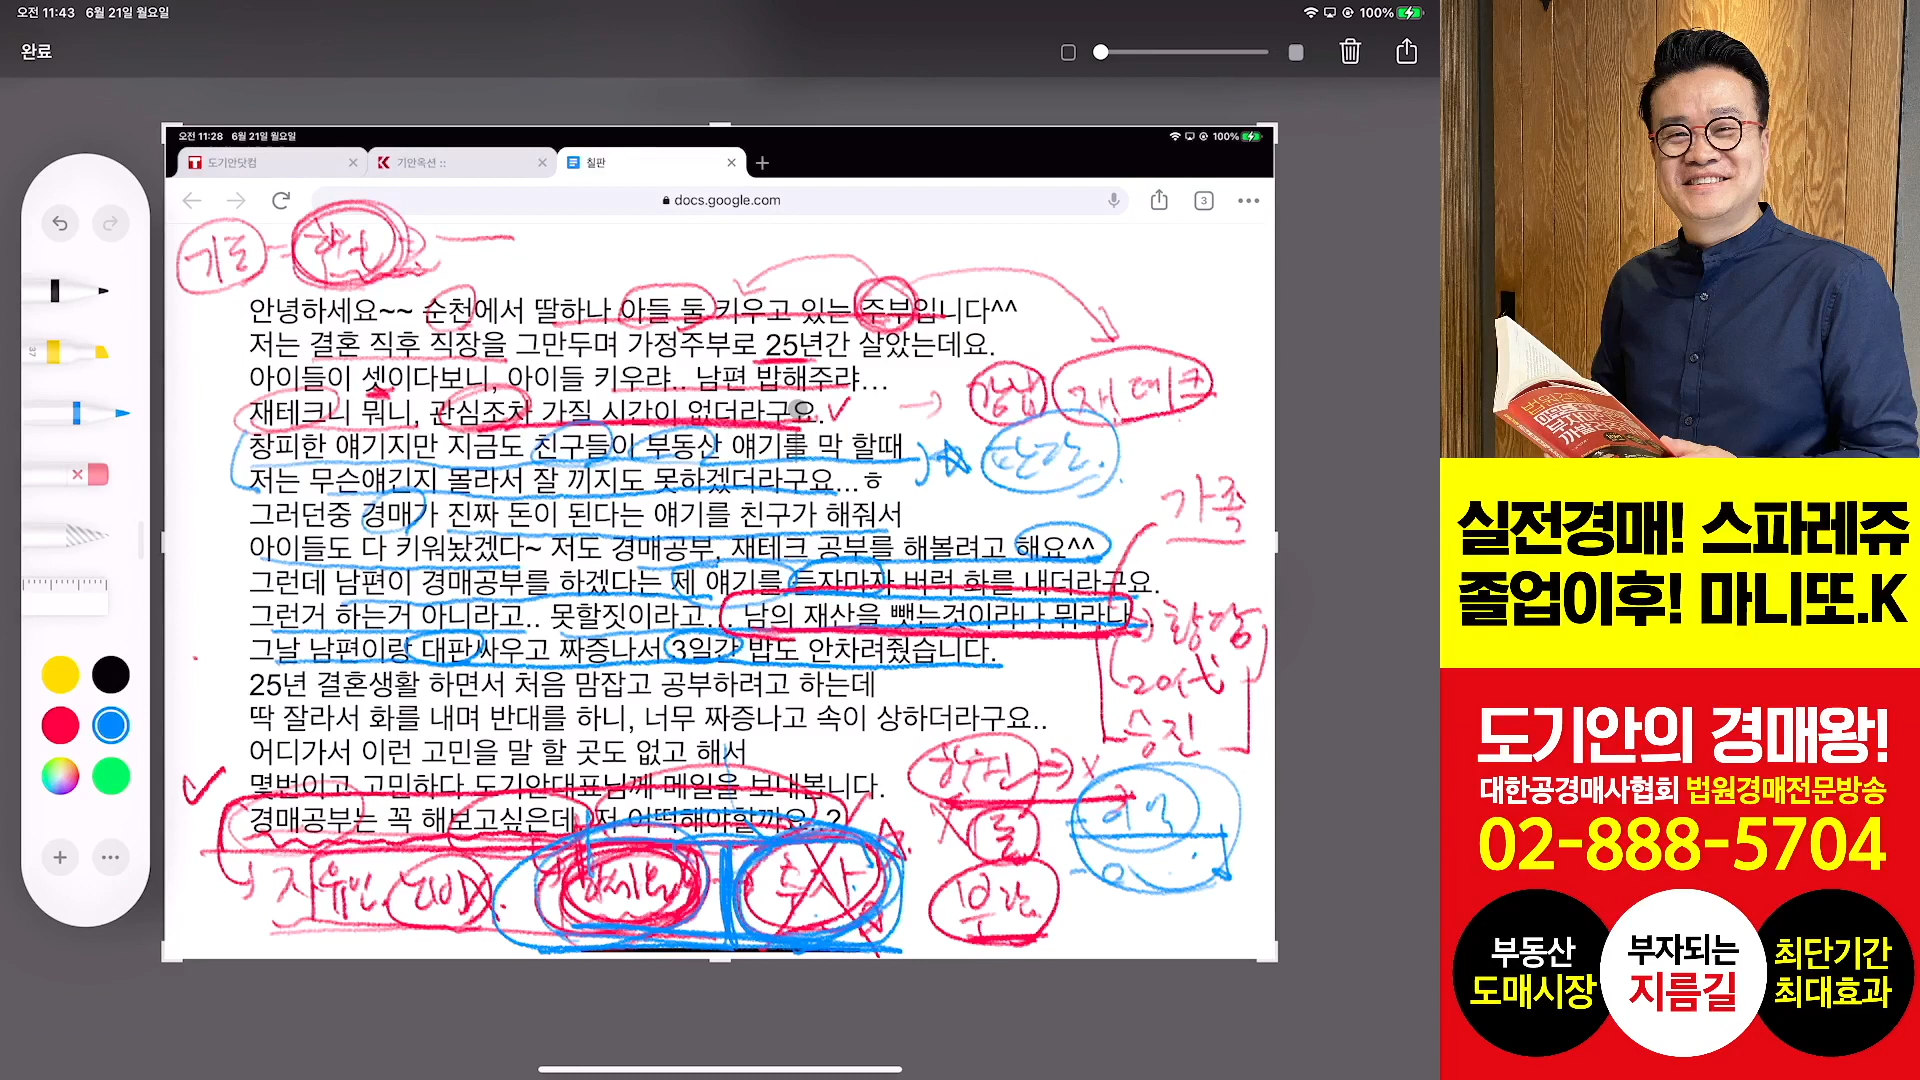 오전 11:43 6월 21일 월요일
100%
완료
오전 11:28 6월 21일 월요일
100%
도기안닷컴
기안옥션 ::
칠판
docs.google.com
3
안녕하세요~~ 순천에서 딸하나 아들 둘 키우고 있는 주부입니다^^
저는 결혼 직후 직장을 그만두며 가정주부로 25년간 살았는데요.
아이들이 셋이다보니, 아이들 키우랴.. 남편 밥해주랴...
재테크니 뭐니, 관심조차 가질 시간이 없더라구요.
창피한 얘기지만 지금도 친구들이 부동산 얘기를 막 할때
저는 무슨얘긴지 몰라서 잘 끼지도 못하겠더라구요...ㅎ
그러던중 경매가 진짜 돈이 된다는 얘기를 친구가 해줘서
아이들도 다 키워놨겠다~ 저도 경매공부, 재테크 공부를 해볼려고 해요^^
그런데 남편이 경매공부를 하겠다는 제 얘기를 듣자마자 버럭 화를 내더라구요.
그런거 하는거 아니라고.. 못할짓이라고... 남의 재산을 뺏는것이라나 뭐라나
그날 남편이랑 대판싸우고 짜증나서 3일간 밥도 안차려줬습니다.
25년 결혼생활 하면서 처음 맘잡고 공부하려고 하는데
딱 잘라서 화를 내며 반대를 하니, 너무 짜증나고 속이 상하더라구요..
어디가서 이런 고민을 말 할 곳도 없고 해서
몇번이고 고민하다 도기안대표님께 메일을 보내봅니다.
경매공부는 꼭 해보고싶은데 저 어떡해야할까요..?
재테크
가족
승진
37
실전경매! 스파레쥬
졸업이후! 마니또.K
도기안의 경매왕!
대한공경매사협회 법원경매전문방송
02-888-5704
부동산
도매시장
부자되는
지름길
최단기간
최대효과